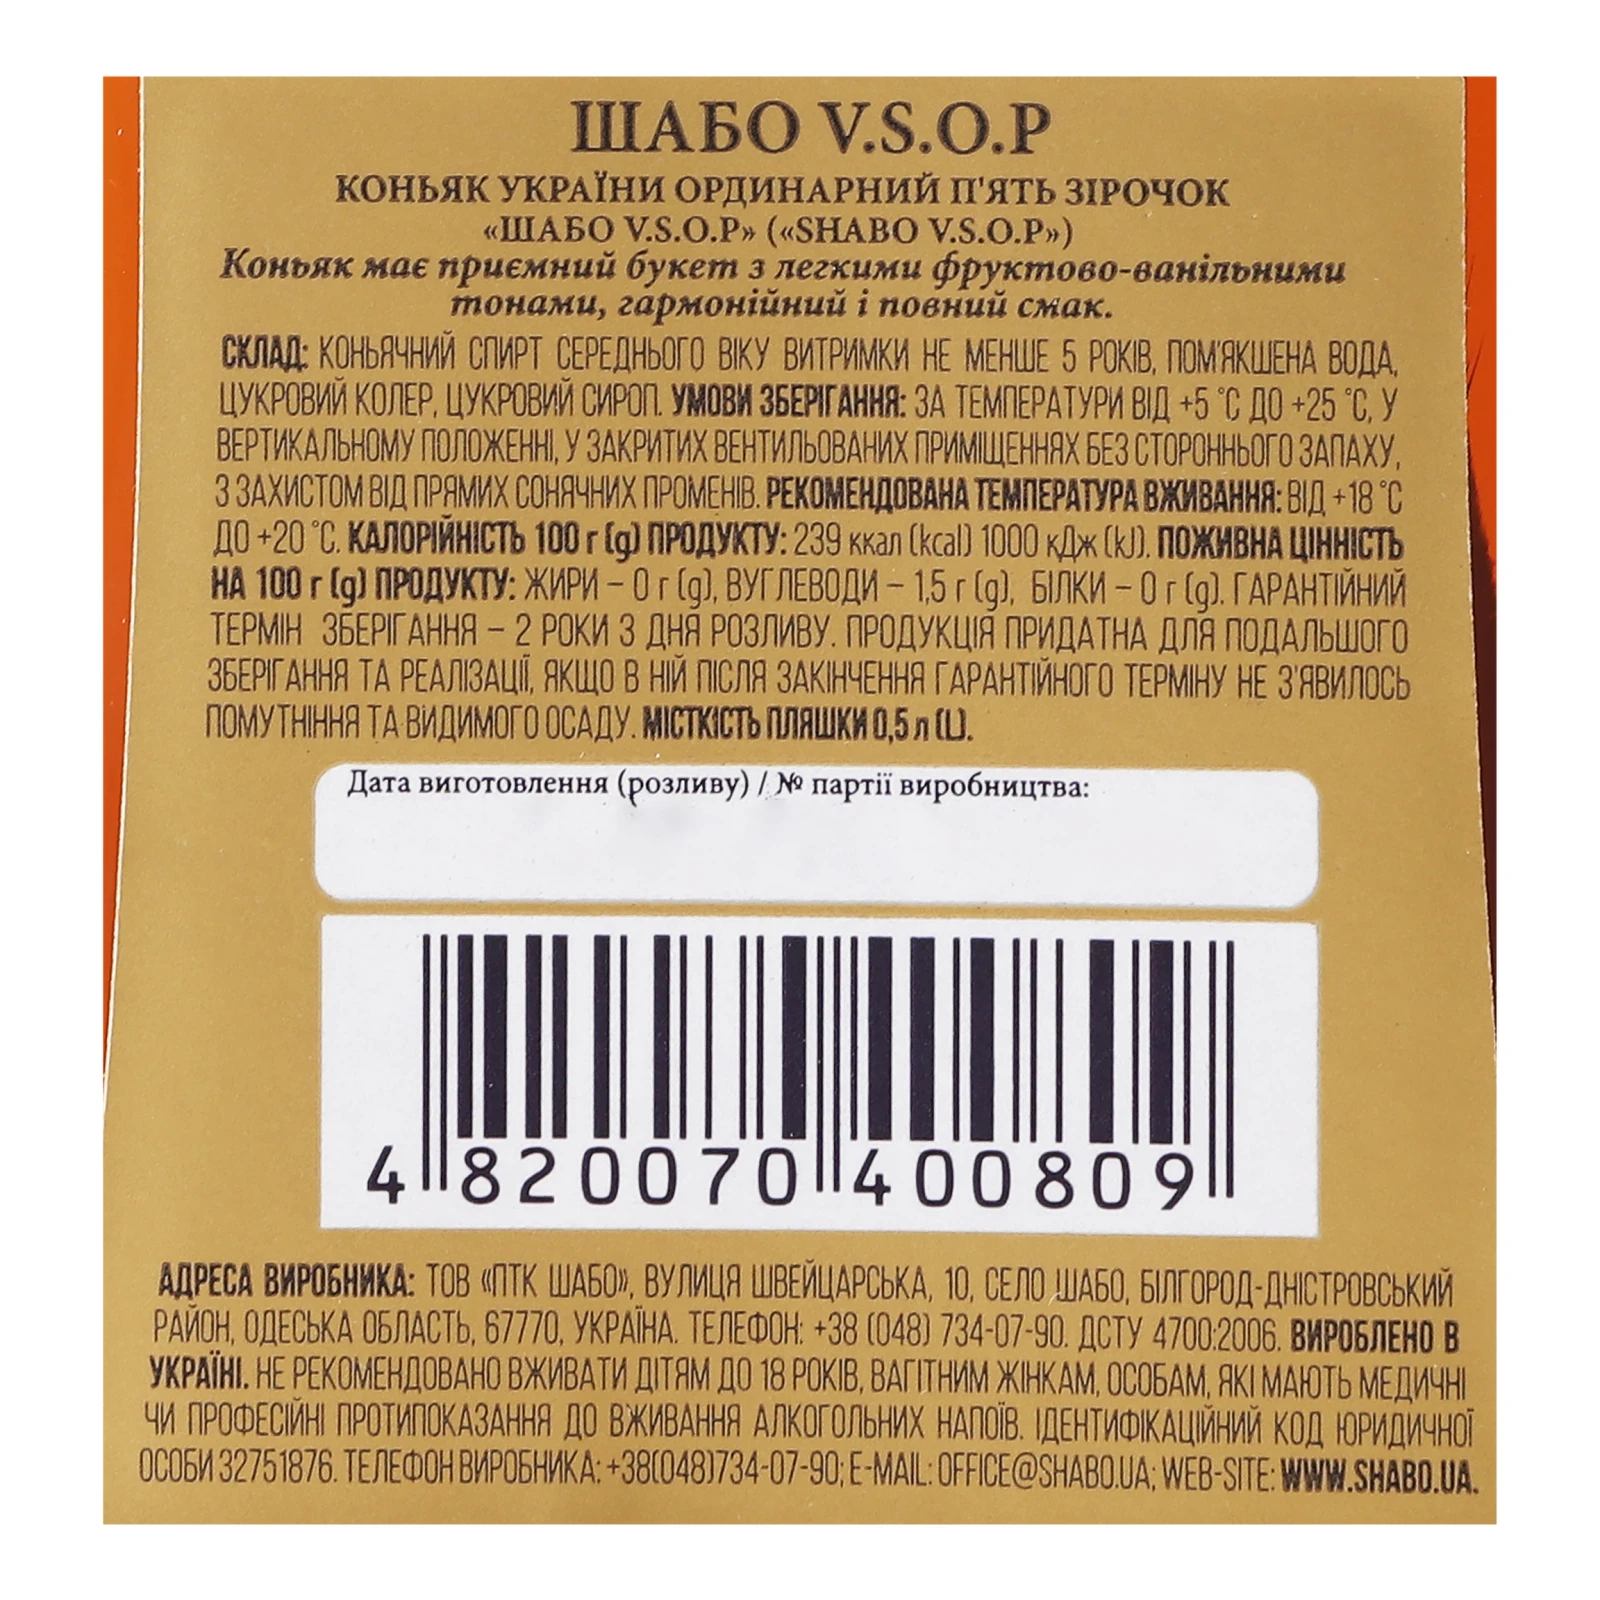 ШАБО V.S.O.P
КОНЬЯК УКРАЇНИ ОРДИНАРНИЙ П'ЯТЬ ЗІРОЧОК
«ШАБО V.S.O.P» («SHABO V.S.O.P»)
Коньяк має приємний букет з легкими фруктово-ванільними
тонами, гармонійний і повний смак.
СКЛАД: КОНЬЯЧНИЙ СПИРТ СЕРЕДНЬОГО ВІКУ ВИТРИМКИ НЕ МЕНШЕ 5 РОКІВ, ПОМ'ЯКШЕНА ВОДА,
ЦУКРОВИЙ КОЛЕР, ЦУКРОВИЙ СИРОП. УМОВИ ЗБЕРІГАННЯ: ЗА ТЕМПЕРАТУРИ ВІД +5 °C ДО +25 °C, У
ВЕРТИКАЛЬНОМУ ПОЛОЖЕННІ, У ЗАКРИТИХ ВЕНТИЛЬОВАНИХ ПРИМІЩЕННЯХ БЕЗ СТОРОННЬОГО ЗАПАХУ,
З ЗАХИСТОМ ВІД ПРЯМИХ СОНЯЧНИХ ПРОМЕНІВ. РЕКОМЕНДОВАНА ТЕМПЕРАТУРА ВЖИВАННЯ: ВІД +18 °C
ДО +20 °C. КАЛОРІЙНІСТЬ 100 г (g) ПРОДУКТУ: 239 ккал (kcal) 1000 кДж (kJ). ПОЖИВНА ЦІННІСТЬ
НА 100 г (g) ПРОДУКТУ: ЖИРИ – 0 г (g), ВУГЛЕВОДИ – 1,5 г (g), БІЛКИ – 0 г (g). ГАРАНТІЙНИЙ
ТЕРМІН ЗБЕРІГАННЯ – 2 РОКИ З ДНЯ РОЗЛИВУ. ПРОДУКЦІЯ ПРИДАТНА ДЛЯ ПОДАЛЬШОГО
ЗБЕРІГАННЯ ТА РЕАЛІЗАЦІЇ, ЯКЩО В НІЙ ПІСЛЯ ЗАКІНЧЕННЯ ГАРАНТІЙНОГО ТЕРМІНУ НЕ З'ЯВИЛОСЬ
ПОМУТНІННЯ ТА ВИДИМОГО ОСАДУ. МІСТКІСТЬ ПЛЯШКИ 0,5 л (L).
Дата виготовлення (розливу) / № партії виробництва:
4 820070 400809
АДРЕСА ВИРОБНИКА: ТОВ «ПТК ШАБО», ВУЛИЦЯ ШВЕЙЦАРСЬКА, 10, СЕЛО ШАБО, БІЛГОРОД-ДНІСТРОВСЬКИЙ
РАЙОН, ОДЕСЬКА ОБЛАСТЬ, 67770, УКРАЇНА. ТЕЛЕФОН: +38 (048) 734-07-90. ДСТУ 4700:2006. ВИРОБЛЕНО В
УКРАЇНІ. НЕ РЕКОМЕНДОВАНО ВЖИВАТИ ДІТЯМ ДО 18 РОКІВ, ВАГІТНИМ ЖІНКАМ, ОСОБАМ, ЯКІ МАЮТЬ МЕДИЧНІ
ЧИ ПРОФЕСІЙНІ ПРОТИПОКАЗАННЯ ДО ВЖИВАННЯ АЛКОГОЛЬНИХ НАПОЇВ. ІДЕНТИФІКАЦІЙНИЙ КОД ЮРИДИЧНОЇ
ОСОБИ 32751876. ТЕЛЕФОН ВИРОБНИКА: +38(048)734-07-90; E-MAIL: OFFICE@SHABO.UA; WEB-SITE: WWW.SHABO.UA.